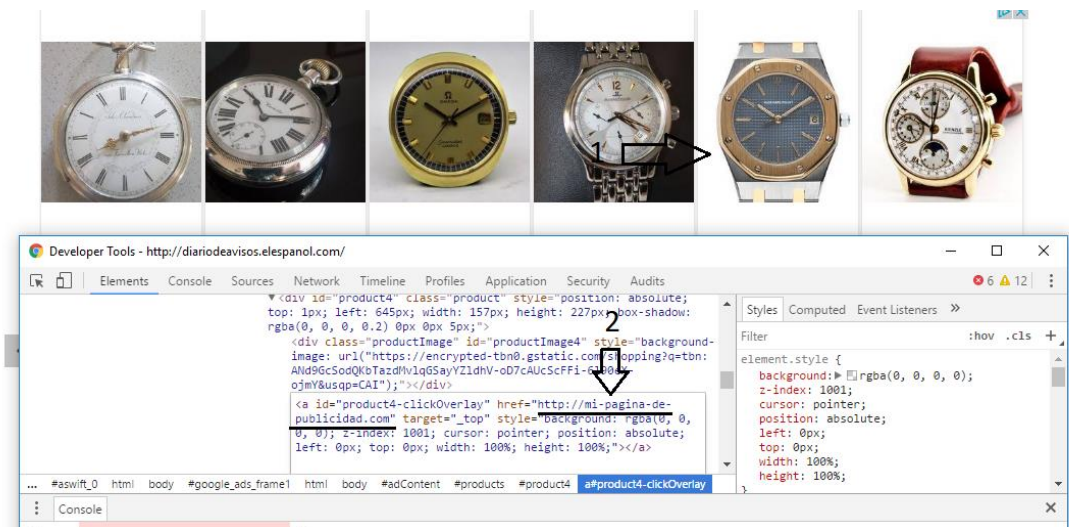 OMEGA
1
Developer Tools - http://diariodeavisos.elespanol.com/
Elements Console Sources Network Timeline Profiles Application Security Audits
6 12
▼<div id="product4" class="product" style="position: absolute;
top: 1px; left: 645px; width: 157px; height: 227px; box-shadow:
rgba(0, 0, 0, 0.2) 0px 0px 5px;">
2
<div class="productImage" id="productImage4" style="background-
image: url("https://encrypted-tbn0.gstatic.com/shopping?q=tbn:
ojmY&usqp=CAI");"></div>
<a id="product4-clickOverlay" href="http://mi-pagina-de-
publicidad.com" target="_top" style="background: rgba(0, 0,
0, 0); z-index: 1001; cursor: pointer; position: absolute;
left: 0px; top: 0px; width: 100%; height: 100%;"></a>
... #aswift_0 html body #google_ads_frame1 html body #adContent #products #product4 a#product4-clickOverlay
Styles Computed Event Listeners »
Filter :hov .cls +
element.style {
background:▶ rgba(0, 0, 0, 0);
z-index: 1001;
cursor: pointer;
position: absolute;
left: 0px;
top: 0px;
width: 100%;
height: 100%;
}
Console